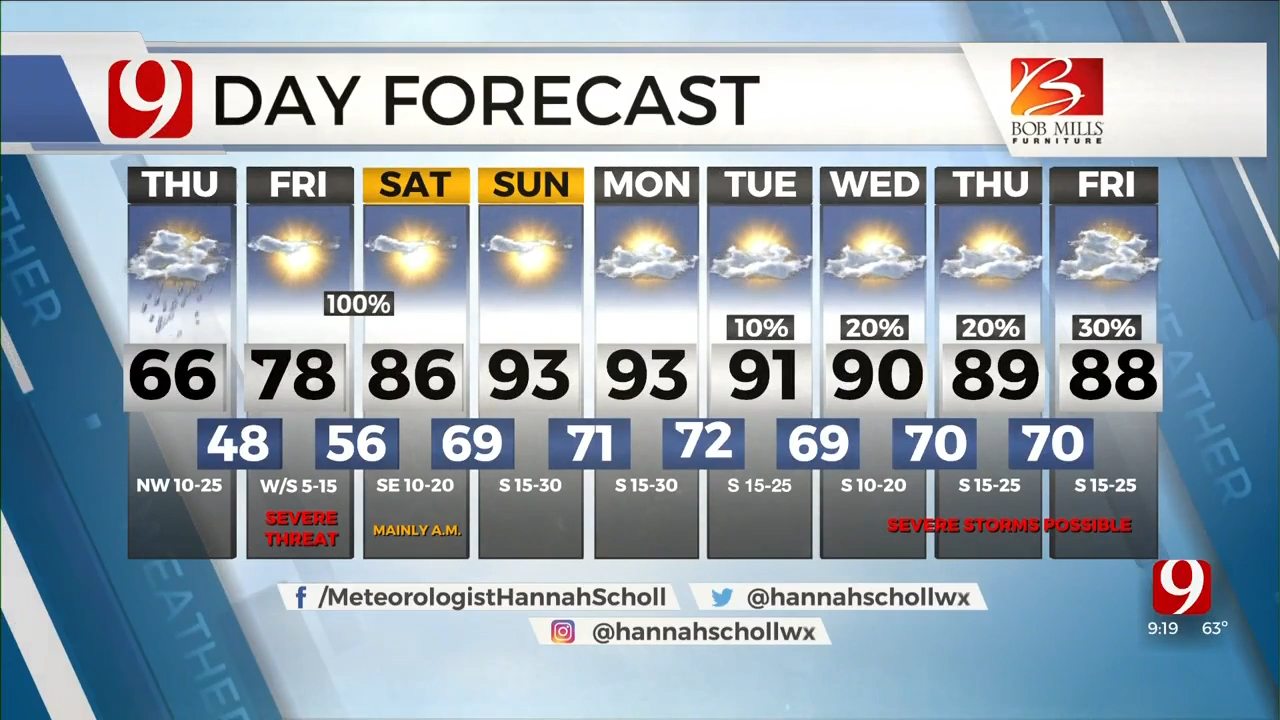 9 DAY FORECAST
BOB MILLS
FURNITURE
THU FRI SAT SUN MON TUE WED THU FRI
100%
10% 20% 20% 30%
66 78 86 93 93 91 90 89 88
48 56 69 71 72 69 70 70
NW 10-25 W/S 5-15 SE 10-20 S 15-30 S 15-30 S 15-25 S 10-20 S 15-25 S 15-25
SEVERE
THREAT
MAINLY A.M.
SEVERE STORMS POSSIBLE
f /MeteorologistHannahScholl
@hannahschollwx
@hannahschollwx
9
9:19 63°
THER
WEATHER
EATHER